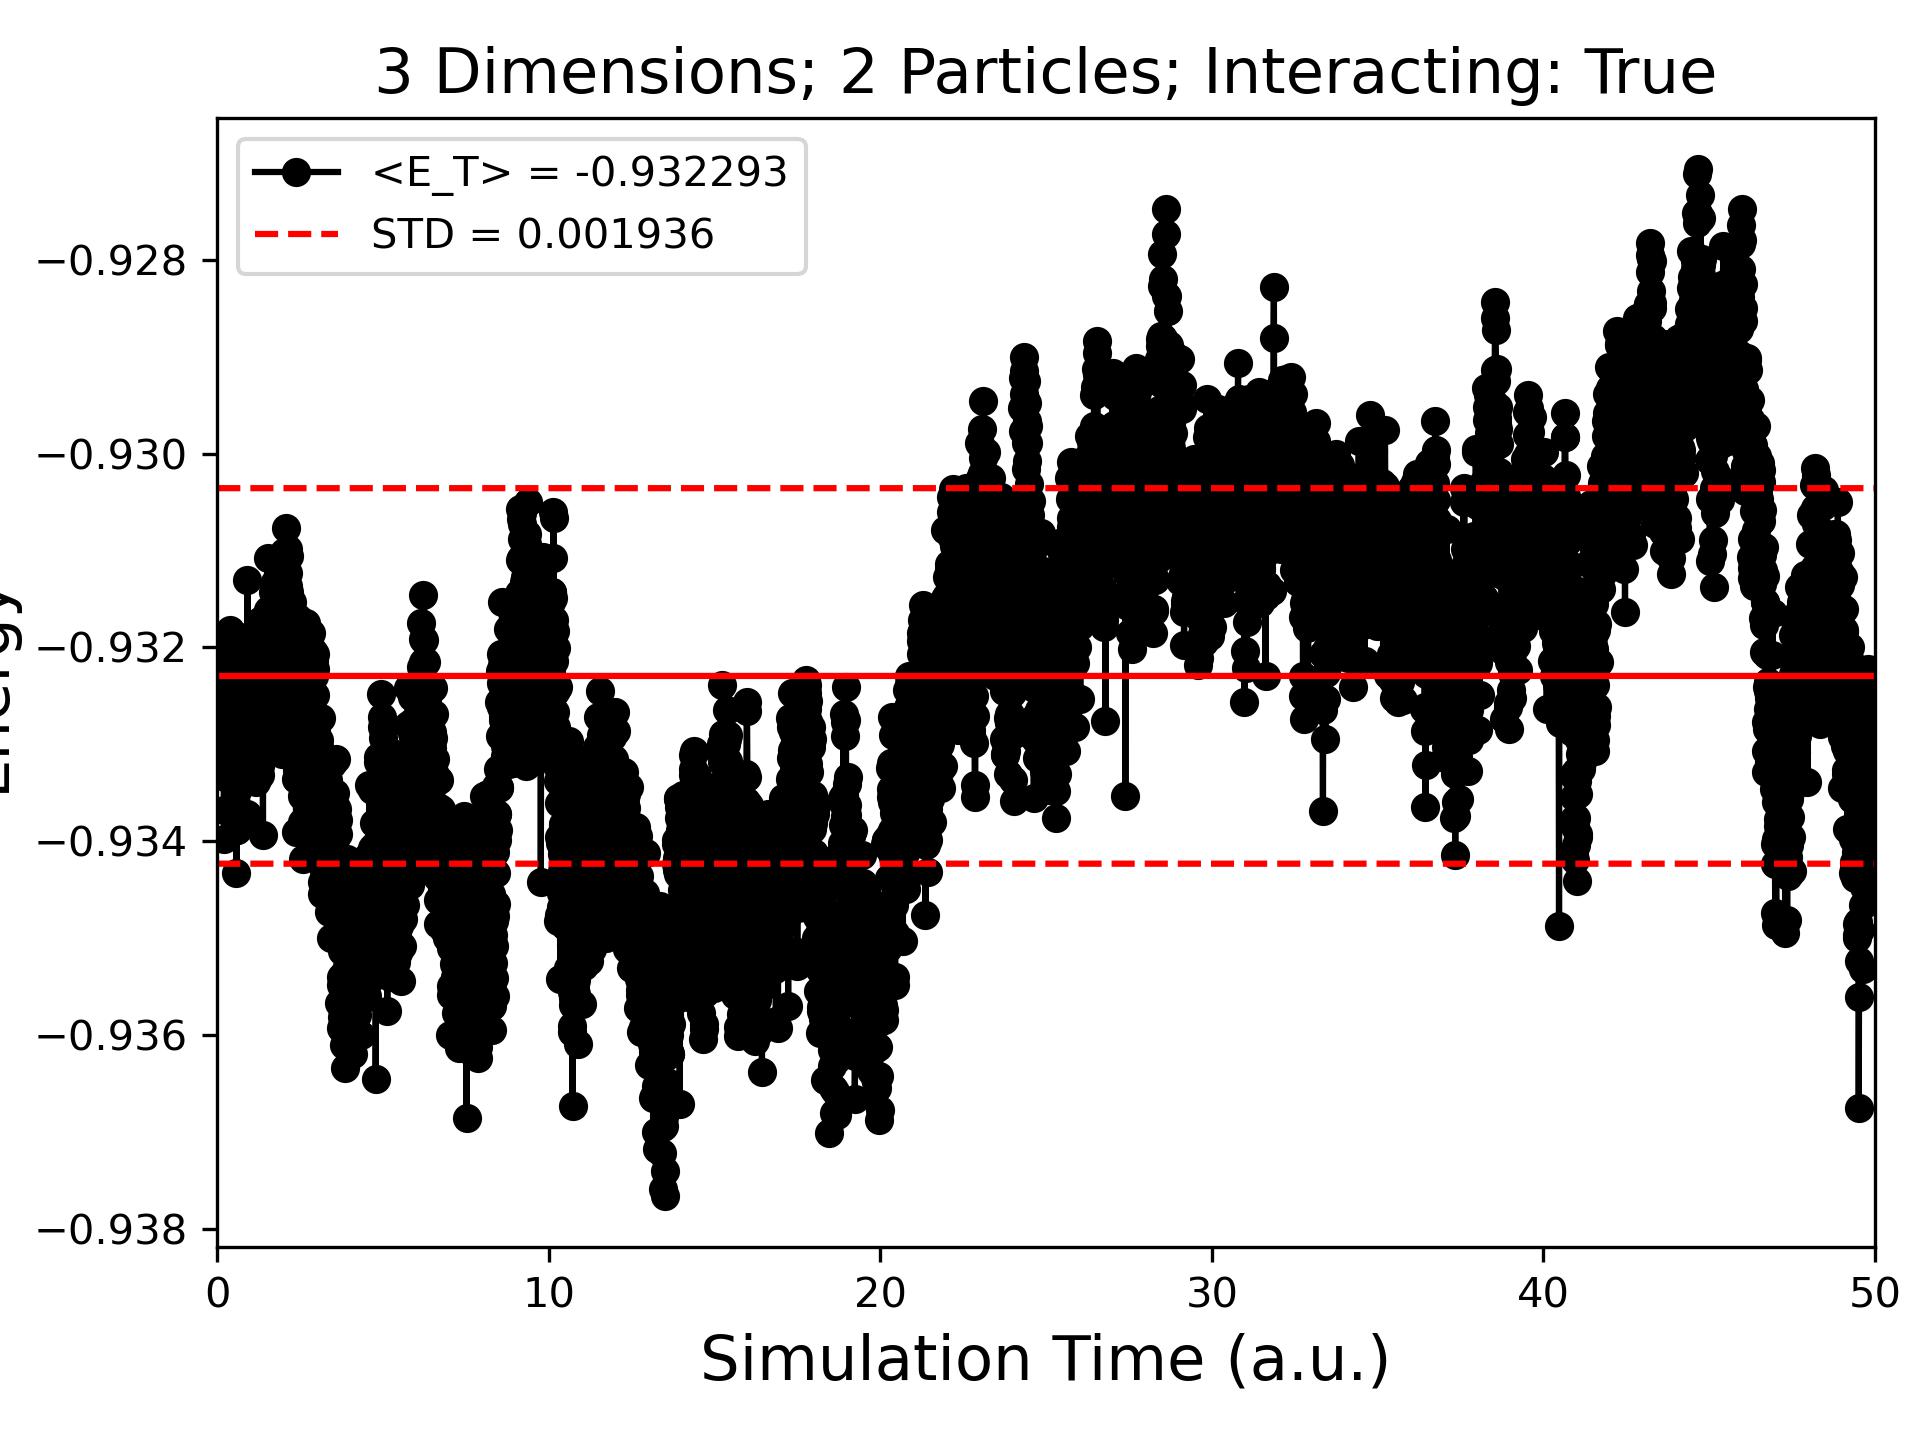 3 Dimensions; 2 Particles; Interacting: True
<E_T> = -0.932293
STD = 0.001936
−0.928
−0.930
−0.932
−0.934
−0.936
−0.938
Energy
0 10 20 30 40 50
Simulation Time (a.u.)